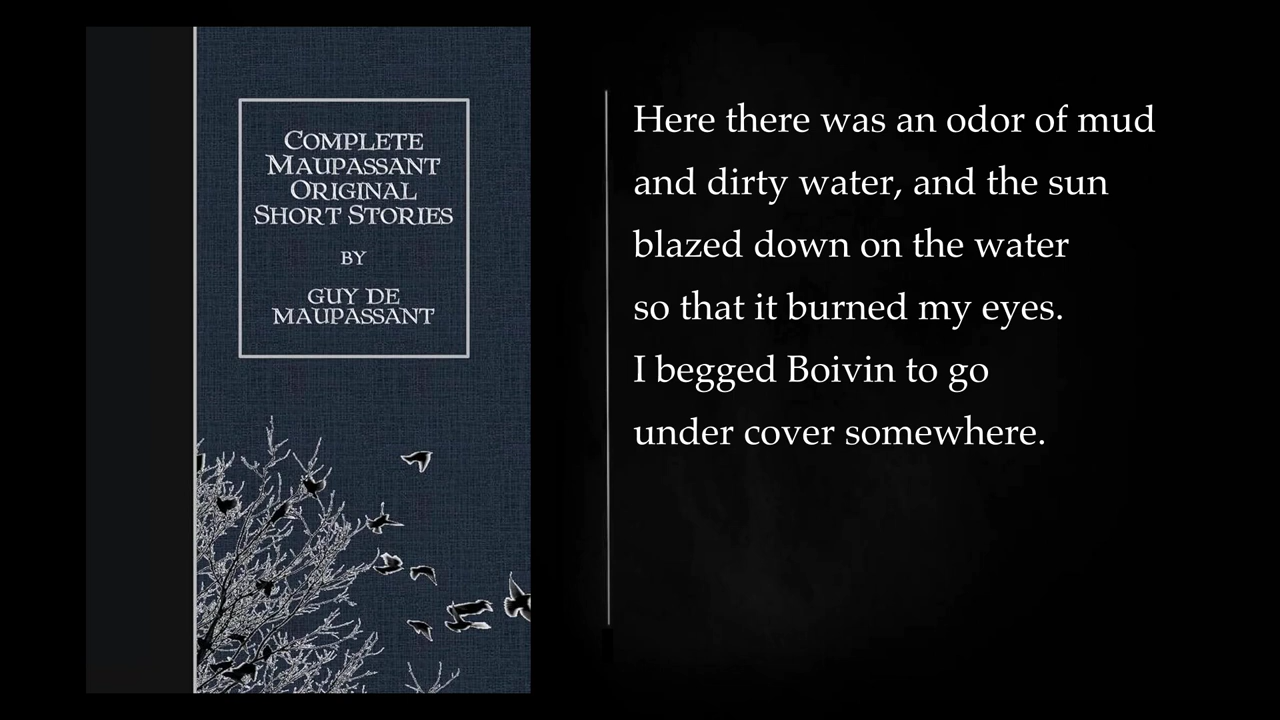 COMPLETE
MAUPASSANT
ORIGINAL
SHORT STORIES
BY
GUY DE
MAUPASSANT
Here there was an odor of mud
and dirty water, and the sun
blazed down on the water
so that it burned my eyes.
I begged Boivin to go
under cover somewhere.